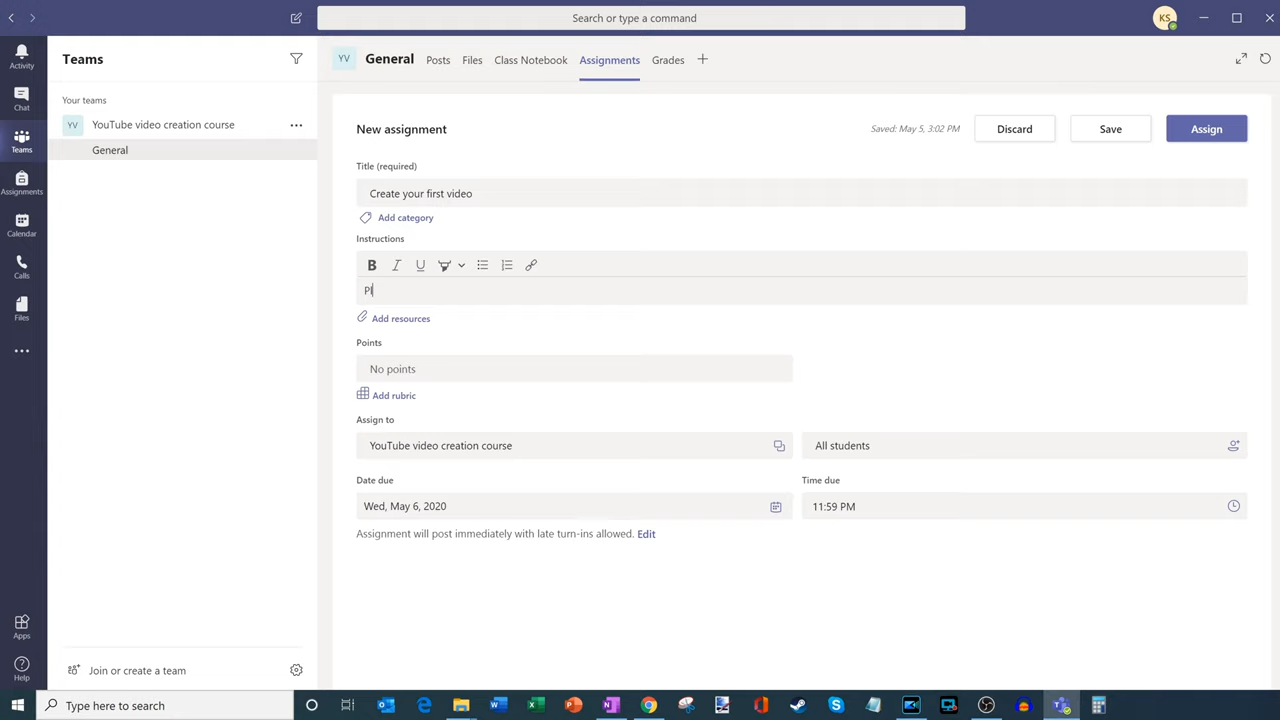 Search or type a command
KS
Activity
Chat
Teams
Assignments
Calendar
Calls
Files
Apps
Help
Teams
Your teams
YV YouTube video creation course
General
Join or create a team
YV General Posts Files Class Notebook Assignments Grades
New assignment
Saved: May 5, 3:02 PM
Discard
Save
Assign
Title (required)
Create your first video
Add category
Instructions
B I U
Pl
Add resources
Points
No points
Add rubric
Assign to
YouTube video creation course
All students
Date due
Time due
Wed, May 6, 2020
11:59 PM
Assignment will post immediately with late turn-ins allowed. Edit
Type here to search